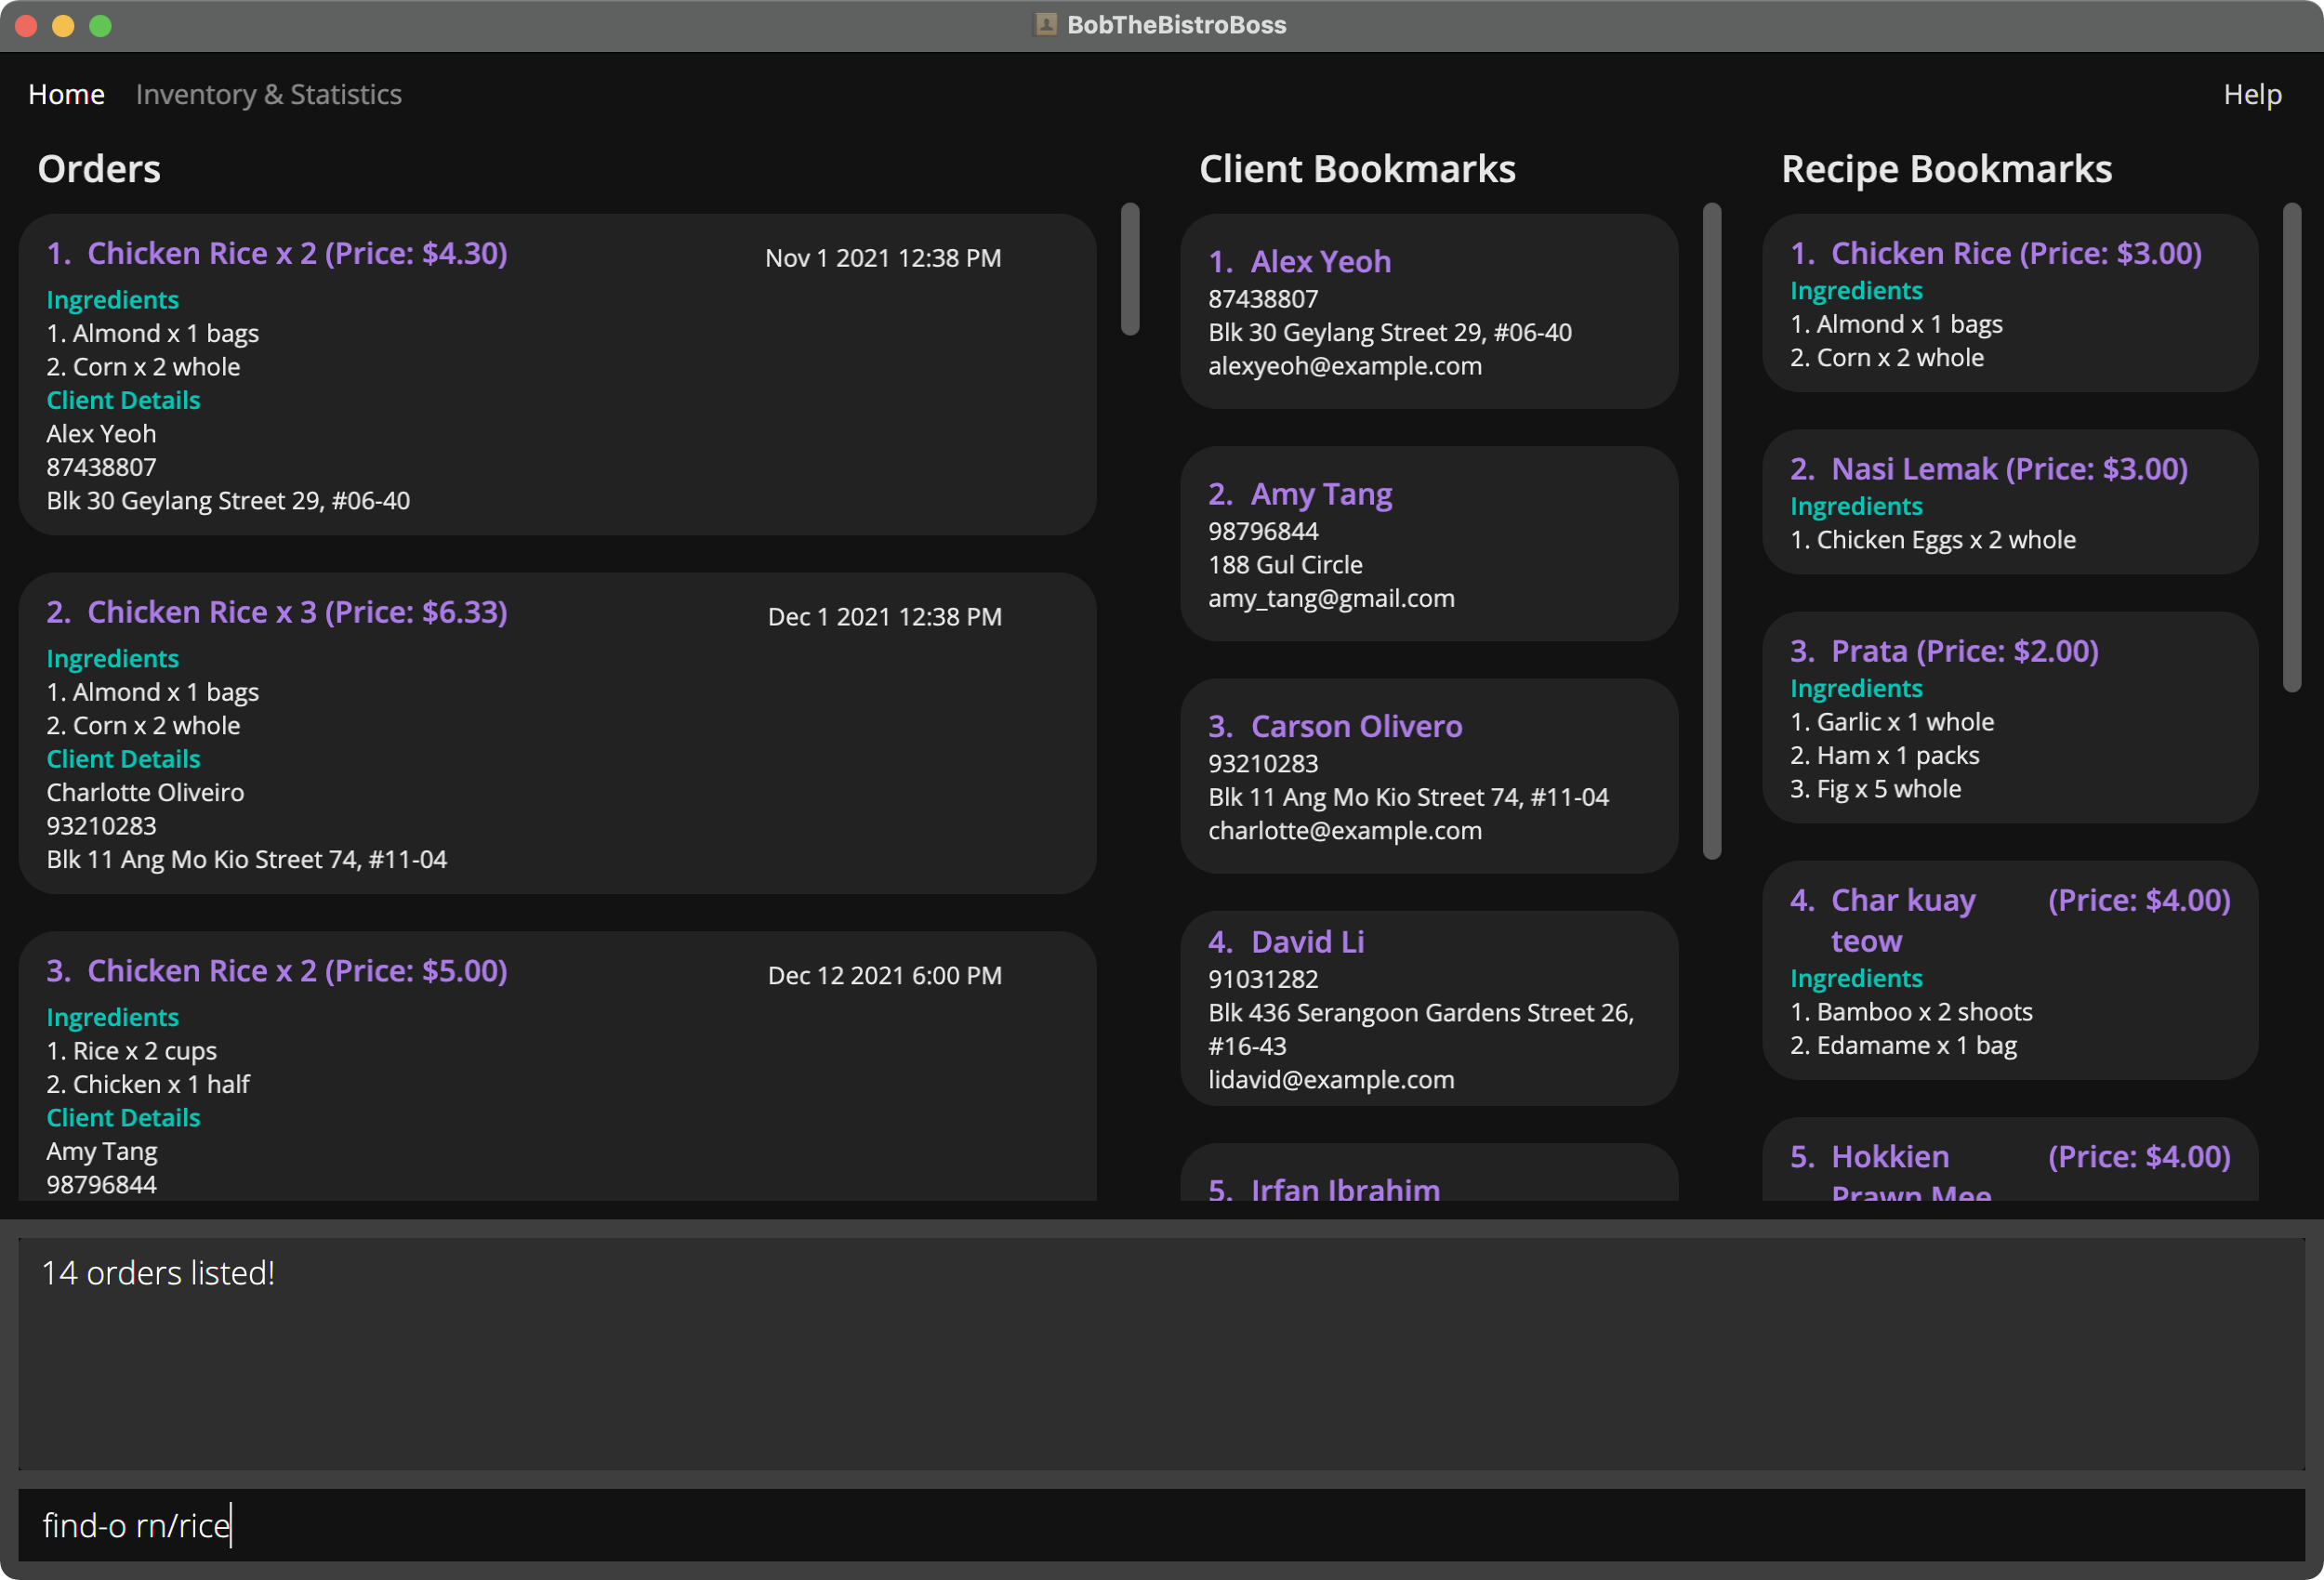 BobTheBistroBoss
Home Inventory & Statistics Help
Orders
1. Chicken Rice x 2 (Price: $4.30) Nov 1 2021 12:38 PM
Ingredients
1. Almond x 1 bags
2. Corn x 2 whole
Client Details
Alex Yeoh
87438807
Blk 30 Geylang Street 29, #06-40
2. Chicken Rice x 3 (Price: $6.33) Dec 1 2021 12:38 PM
Ingredients
1. Almond x 1 bags
2. Corn x 2 whole
Client Details
Charlotte Oliveiro
93210283
Blk 11 Ang Mo Kio Street 74, #11-04
3. Chicken Rice x 2 (Price: $5.00) Dec 12 2021 6:00 PM
Ingredients
1. Rice x 2 cups
2. Chicken x 1 half
Client Details
Amy Tang
98796844
Client Bookmarks
1. Alex Yeoh
87438807
Blk 30 Geylang Street 29, #06-40
alexyeoh@example.com
2. Amy Tang
98796844
188 Gul Circle
amy_tang@gmail.com
3. Carson Olivero
93210283
Blk 11 Ang Mo Kio Street 74, #11-04
charlotte@example.com
4. David Li
91031282
Blk 436 Serangoon Gardens Street 26,
#16-43
lidavid@example.com
5. Irfan Ibrahim
Recipe Bookmarks
1. Chicken Rice (Price: $3.00)
Ingredients
1. Almond x 1 bags
2. Corn x 2 whole
2. Nasi Lemak (Price: $3.00)
Ingredients
1. Chicken Eggs x 2 whole
3. Prata (Price: $2.00)
Ingredients
1. Garlic x 1 whole
2. Ham x 1 packs
3. Fig x 5 whole
4. Char kuay (Price: $4.00)
teow
Ingredients
1. Bamboo x 2 shoots
2. Edamame x 1 bag
5. Hokkien (Price: $4.00)
Prawn Mee
14 orders listed!
find-o rn/rice